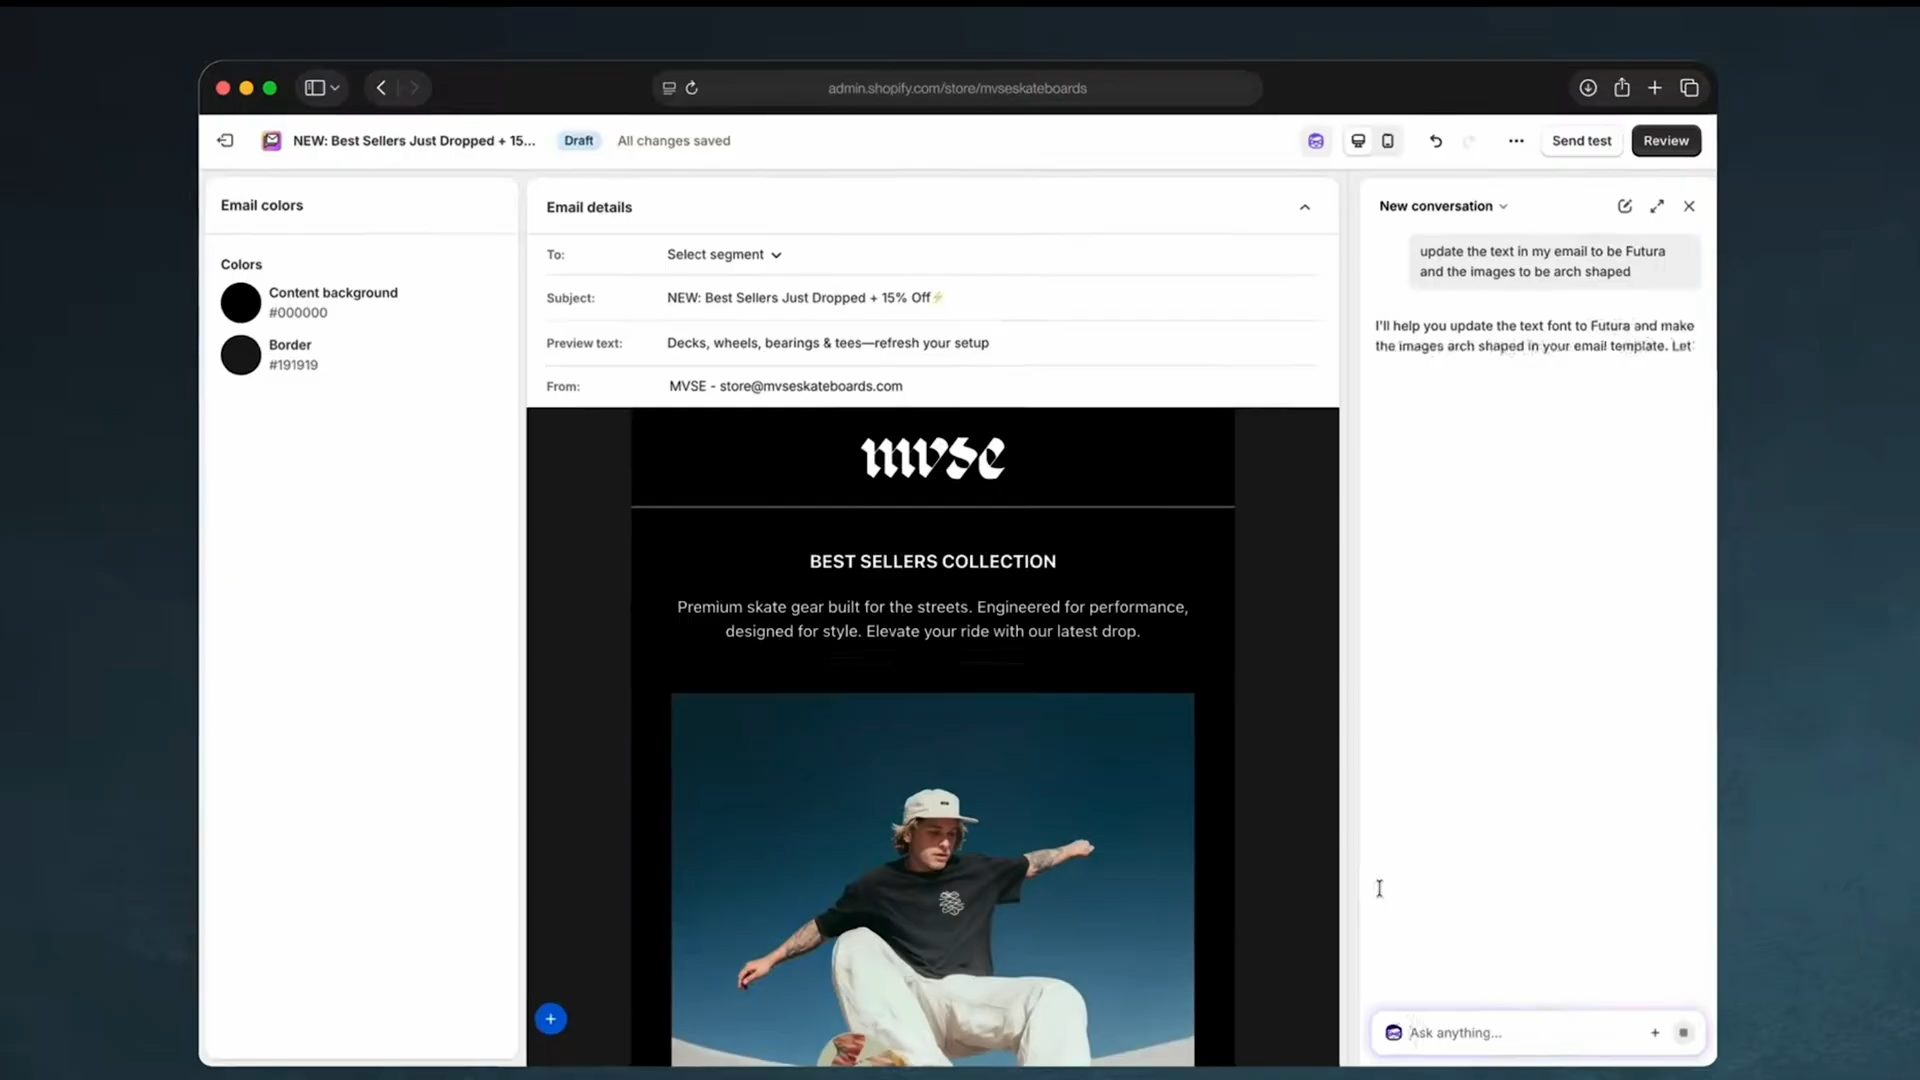 admin.shopify.com/store/mvseskateboards
NEW: Best Sellers Just Dropped + 15...
Draft
All changes saved
Send test
Review
Email colors
Colors
Content background
#000000
Border
#191919
Email details
To:
Select segment
Subject:
NEW: Best Sellers Just Dropped + 15% Off⚡
Preview text:
Decks, wheels, bearings & tees—refresh your setup
From:
MVSE - store@mvseskateboards.com
mvse
BEST SELLERS COLLECTION
Premium skate gear built for the streets. Engineered for performance,
designed for style. Elevate your ride with our latest drop.
New conversation
update the text in my email to be Futura
and the images to be arch shaped
I'll help you update the text font to Futura and make
the images arch shaped in your email template. Let
Ask anything...